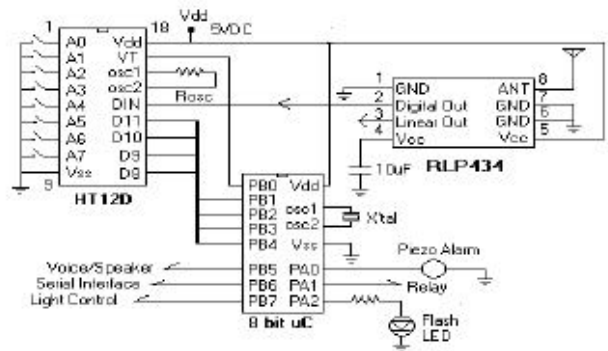 1 18 Vdd
5VDC
A0 Vdd
A1 VT
A2 osc1
A3 osc2
Rosc
A4 DIN
A5 D11
A6 D10
A7 D9
Vss D8
9
HT12D
1 GND ANT 8
2 Digital Out GND 7
3 Linear Out GND 6
4 Vcc Vcc 5
10uF
RLP434
PB0 Vdd
PB1 osc1
PB2 osc2
X'tal
PB3
PB4 Vss
PB5 PA0
PB6 PA1
PB7 PA2
8 bit uC
Voice/Speaker
Serial Interface
Light Control
Piezo Alarm
Relay
Flash
LED